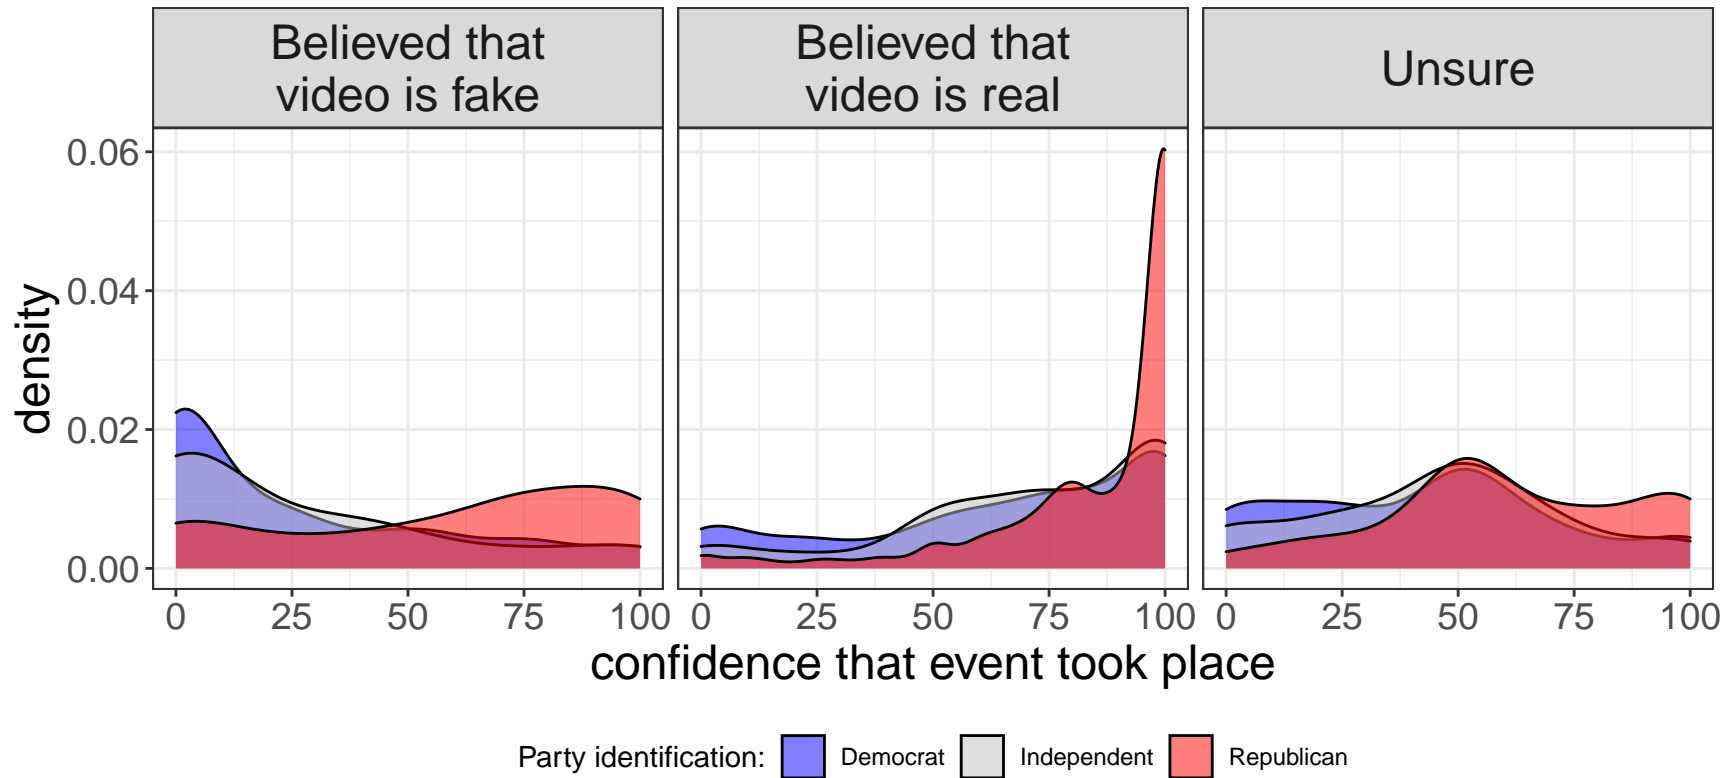 Believed that
video is fake
Believed that
video is real
Unsure
0.06
0.04
0.02
0.00
density
0 25 50 75 100 0 25 50 75 100 0 25 50 75 100
confidence that event took place
Party identification: Democrat Independent Republican